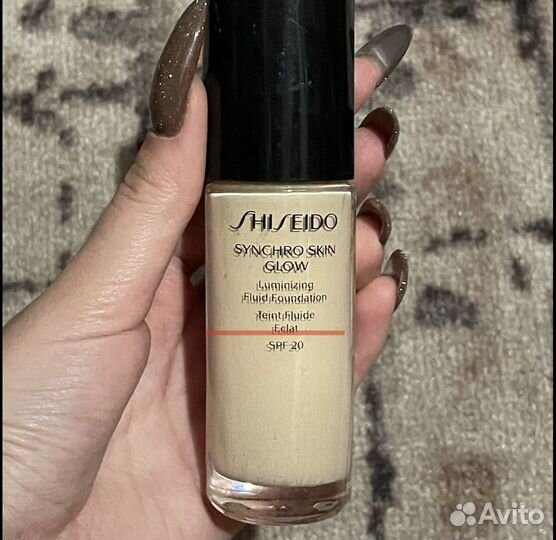 SHISEIDO
SYNCHRO SKIN
GLOW
Luminizing
Fluid Foundation
Teint Fluide
Eclat
SPF 20
Avito